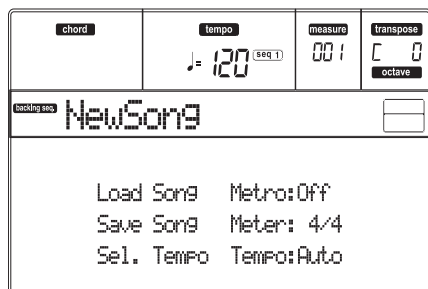 chord tempo measure transpose
♩= 120 seq 1 001 C 0
octave
backing seq. NewSong
Load Song Metro:Off
Save Song Meter: 4/4
Sel. Tempo Tempo:Auto